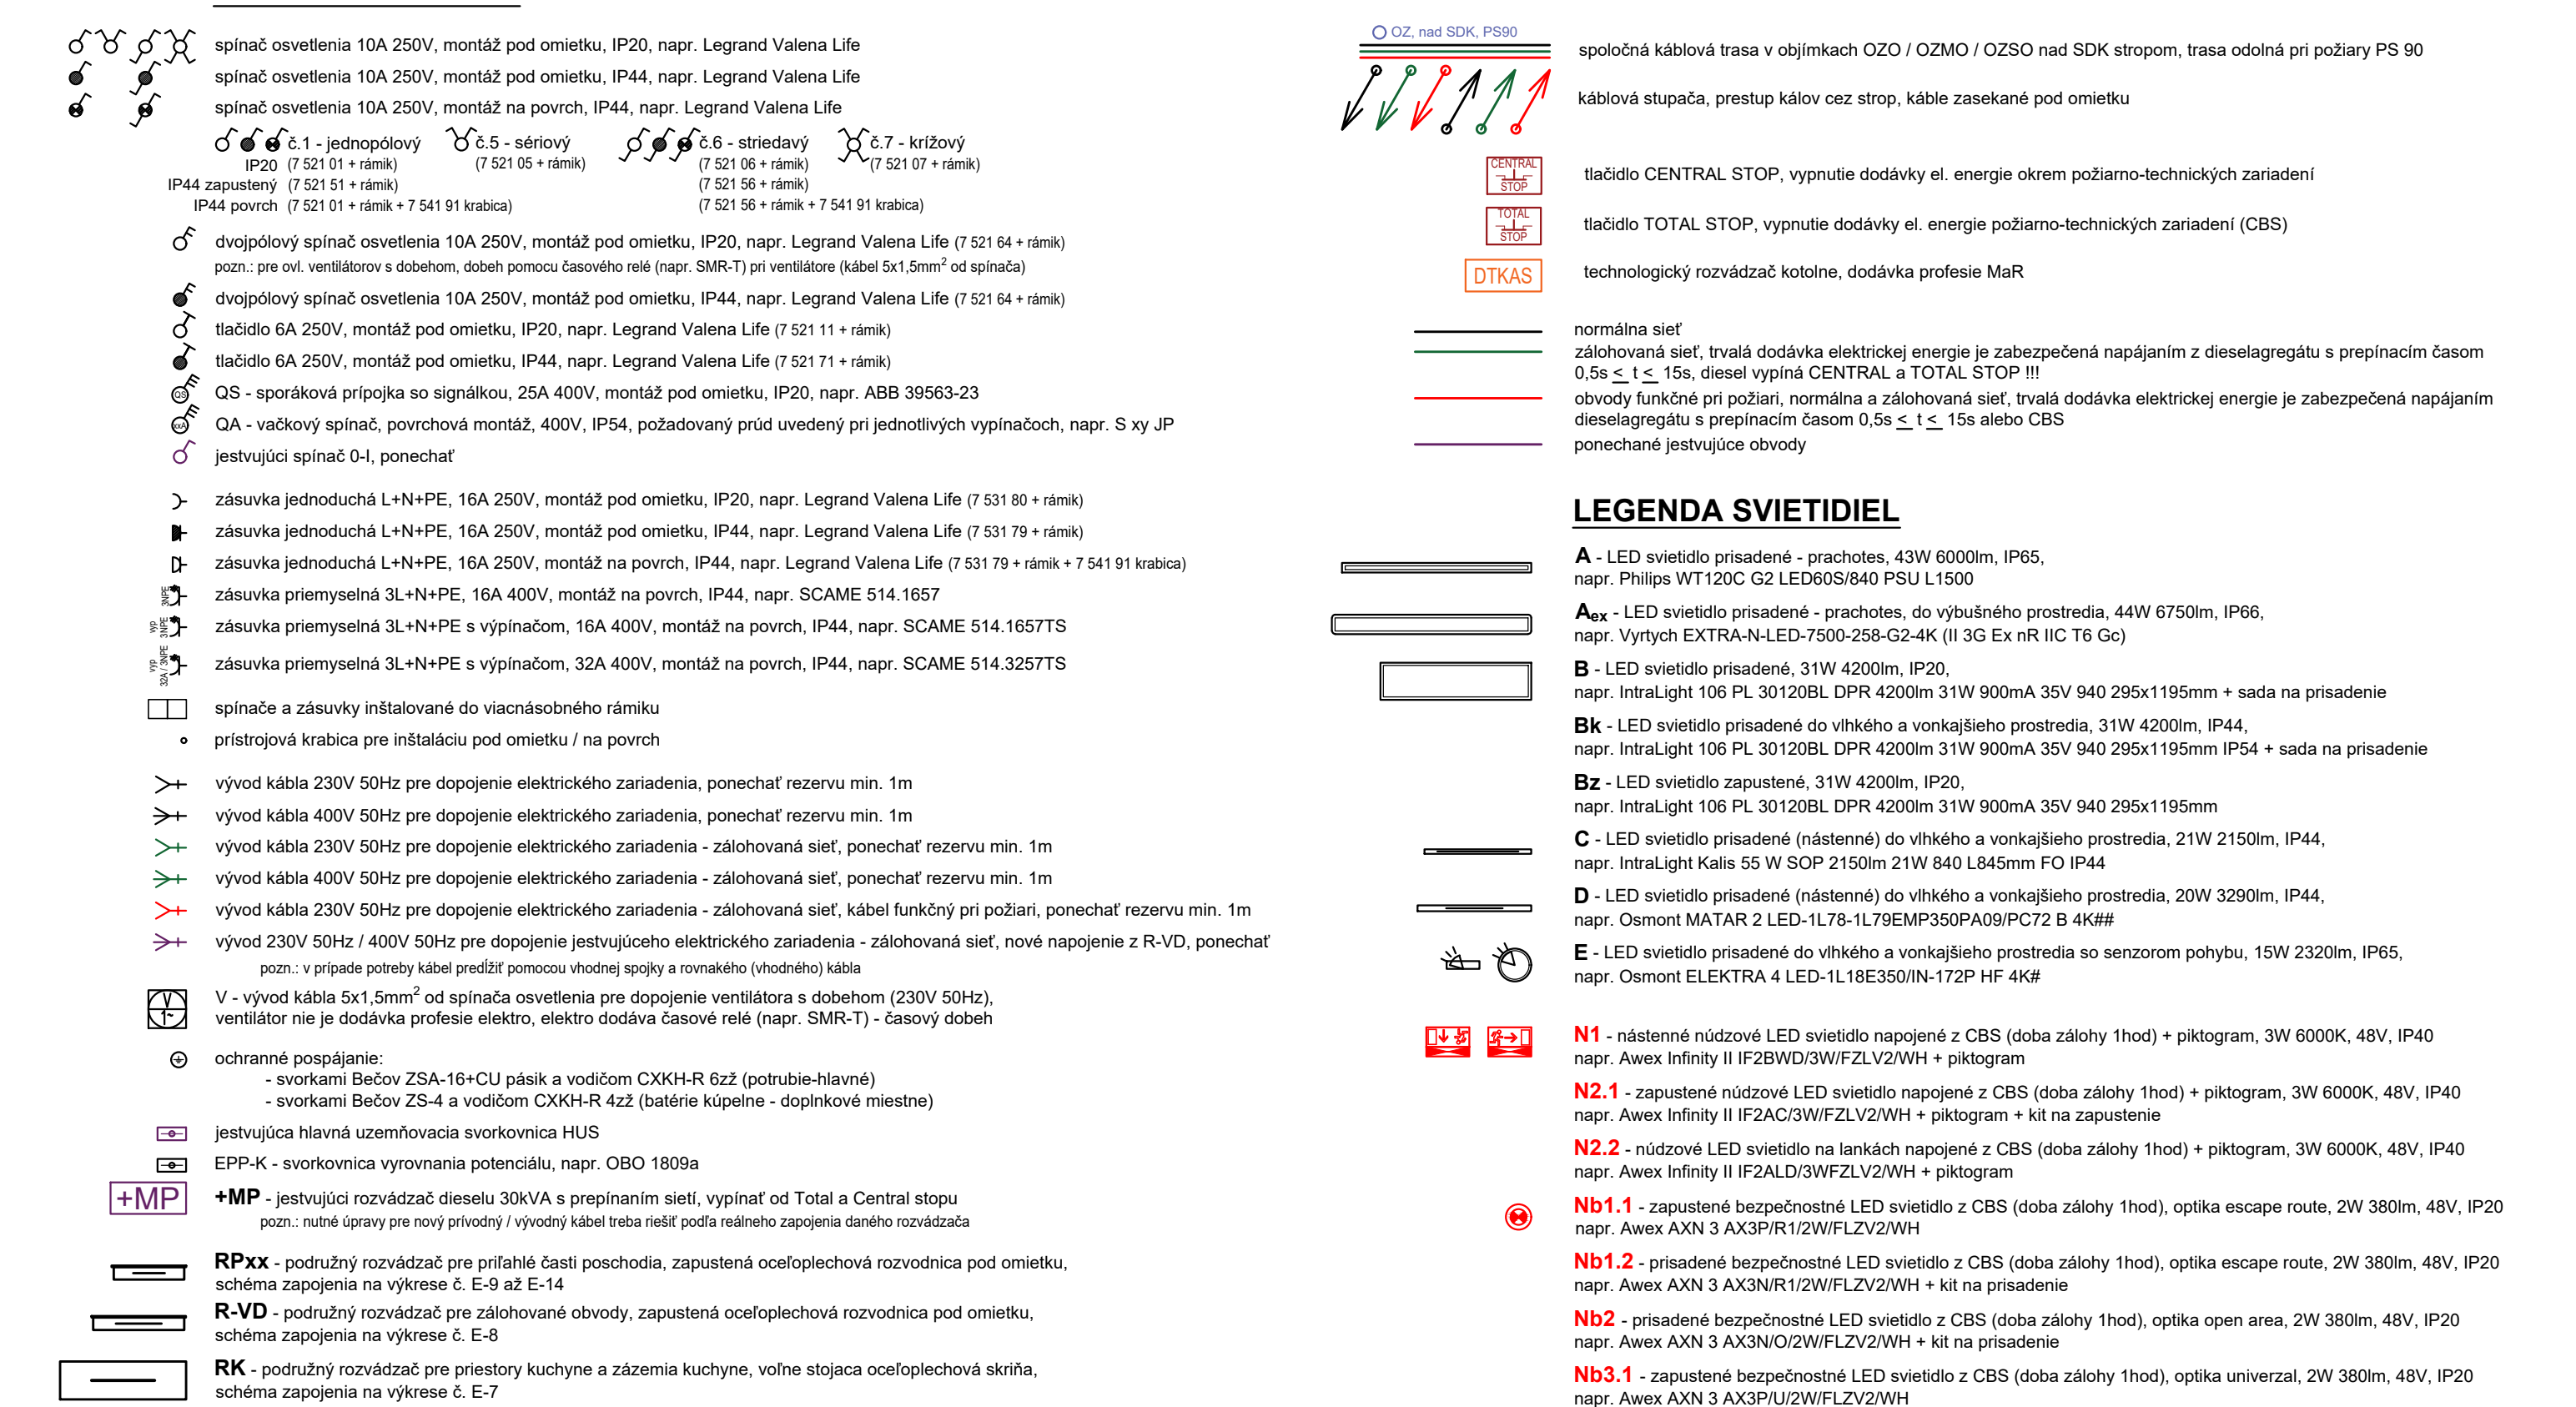 spínač osvetlenia 10A 250V, montáž pod omietku, IP20, napr. Legrand Valena Life
spínač osvetlenia 10A 250V, montáž pod omietku, IP44, napr. Legrand Valena Life
spínač osvetlenia 10A 250V, montáž na povrch, IP44, napr. Legrand Valena Life
č.1 - jednopólový č.5 - sériový č.6 - striedavý č.7 - krížový
IP20 (7 521 01 + rámik) (7 521 05 + rámik) (7 521 06 + rámik) (7 521 07 + rámik)
IP44 zapustený (7 521 51 + rámik) (7 521 56 + rámik)
IP44 povrch (7 521 01 + rámik + 7 541 91 krabica) (7 521 56 + rámik + 7 541 91 krabica)
dvojpólový spínač osvetlenia 10A 250V, montáž pod omietku, IP20, napr. Legrand Valena Life (7 521 64 + rámik)
pozn.: pre ovl. ventilátorov s dobehom, dobeh pomocu časového relé (napr. SMR-T) pri ventilátore (kábel 5x1,5mm² od spínača)
dvojpólový spínač osvetlenia 10A 250V, montáž pod omietku, IP44, napr. Legrand Valena Life (7 521 64 + rámik)
tlačidlo 6A 250V, montáž pod omietku, IP20, napr. Legrand Valena Life (7 521 11 + rámik)
tlačidlo 6A 250V, montáž pod omietku, IP44, napr. Legrand Valena Life (7 521 71 + rámik)
QS QS - sporáková prípojka so signálkou, 25A 400V, montáž pod omietku, IP20, napr. ABB 39563-23
xxA QA - vačkový spínač, povrchová montáž, 400V, IP54, požadovaný prúd uvedený pri jednotlivých vypínačoch, napr. S xy JP
jestvujúci spínač 0-I, ponechať
zásuvka jednoduchá L+N+PE, 16A 250V, montáž pod omietku, IP20, napr. Legrand Valena Life (7 531 80 + rámik)
zásuvka jednoduchá L+N+PE, 16A 250V, montáž pod omietku, IP44, napr. Legrand Valena Life (7 531 79 + rámik)
zásuvka jednoduchá L+N+PE, 16A 250V, montáž na povrch, IP44, napr. Legrand Valena Life (7 531 79 + rámik + 7 541 91 krabica)
3NPE zásuvka priemyselná 3L+N+PE, 16A 400V, montáž na povrch, IP44, napr. SCAME 514.1657
vyp 3NPE zásuvka priemyselná 3L+N+PE s výpínačom, 16A 400V, montáž na povrch, IP44, napr. SCAME 514.1657TS
vyp 32A / 3NPE zásuvka priemyselná 3L+N+PE s výpínačom, 32A 400V, montáž na povrch, IP44, napr. SCAME 514.3257TS
spínače a zásuvky inštalované do viacnásobného rámiku
prístrojová krabica pre inštaláciu pod omietku / na povrch
vývod kábla 230V 50Hz pre dopojenie elektrického zariadenia, ponechať rezervu min. 1m
vývod kábla 400V 50Hz pre dopojenie elektrického zariadenia, ponechať rezervu min. 1m
vývod kábla 230V 50Hz pre dopojenie elektrického zariadenia - zálohovaná sieť, ponechať rezervu min. 1m
vývod kábla 400V 50Hz pre dopojenie elektrického zariadenia - zálohovaná sieť, ponechať rezervu min. 1m
vývod kábla 230V 50Hz pre dopojenie elektrického zariadenia - zálohovaná sieť, kábel funkčný pri požiari, ponechať rezervu min. 1m
vývod 230V 50Hz / 400V 50Hz pre dopojenie jestvujúceho elektrického zariadenia - zálohovaná sieť, nové napojenie z R-VD, ponechať
pozn.: v prípade potreby kábel predĺžiť pomocou vhodnej spojky a rovnakého (vhodného) kábla
V 1~ V - vývod kábla 5x1,5mm² od spínača osvetlenia pre dopojenie ventilátora s dobehom (230V 50Hz),
ventilátor nie je dodávka profesie elektro, elektro dodáva časové relé (napr. SMR-T) - časový dobeh
ochranné pospájanie:
- svorkami Bečov ZSA-16+CU pásik a vodičom CXKH-R 6zž (potrubie-hlavné)
- svorkami Bečov ZS-4 a vodičom CXKH-R 4zž (batérie kúpelne - doplnkové miestne)
jestvujúca hlavná uzemňovacia svorkovnica HUS
EPP-K - svorkovnica vyrovnania potenciálu, napr. OBO 1809a
+MP +MP - jestvujúci rozvádzač dieselu 30kVA s prepínaním sietí, vypínať od Total a Central stopu
pozn.: nutné úpravy pre nový prívodný / vývodný kábel treba riešiť podľa reálneho zapojenia daného rozvádzača
RPxx - podružný rozvádzač pre priľahlé časti poschodia, zapustená oceľoplechová rozvodnica pod omietku,
schéma zapojenia na výkrese č. E-9 až E-14
R-VD - podružný rozvádzač pre zálohované obvody, zapustená oceľoplechová rozvodnica pod omietku,
schéma zapojenia na výkrese č. E-8
RK - podružný rozvádzač pre priestory kuchyne a zázemia kuchyne, voľne stojaca oceľoplechová skriňa,
schéma zapojenia na výkrese č. E-7
OZ, nad SDK, PS90
spoločná káblová trasa v objímkach OZO / OZMO / OZSO nad SDK stropom, trasa odolná pri požiary PS 90
káblová stupača, prestup kálov cez strop, káble zasekané pod omietku
CENTRAL STOP tlačidlo CENTRAL STOP, vypnutie dodávky el. energie okrem požiarno-technických zariadení
TOTAL STOP tlačidlo TOTAL STOP, vypnutie dodávky el. energie požiarno-technických zariadení (CBS)
DTKAS technologický rozvádzač kotolne, dodávka profesie MaR
normálna sieť
zálohovaná sieť, trvalá dodávka elektrickej energie je zabezpečená napájaním z dieselagregátu s prepínacím časom
0,5s < t < 15s, diesel vypíná CENTRAL a TOTAL STOP !!!
obvody funkčné pri požiari, normálna a zálohovaná sieť, trvalá dodávka elektrickej energie je zabezpečená napájaním
dieselagregátu s prepínacím časom 0,5s < t < 15s alebo CBS
ponechané jestvujúce obvody
LEGENDA SVIETIDIEL
A - LED svietidlo prisadené - prachotes, 43W 6000lm, IP65,
napr. Philips WT120C G2 LED60S/840 PSU L1500
Aex - LED svietidlo prisadené - prachotes, do výbušného prostredia, 44W 6750lm, IP66,
napr. Vyrtych EXTRA-N-LED-7500-258-G2-4K (II 3G Ex nR IIC T6 Gc)
B - LED svietidlo prisadené, 31W 4200lm, IP20,
napr. IntraLight 106 PL 30120BL DPR 4200lm 31W 900mA 35V 940 295x1195mm + sada na prisadenie
Bk - LED svietidlo prisadené do vlhkého a vonkajšieho prostredia, 31W 4200lm, IP44,
napr. IntraLight 106 PL 30120BL DPR 4200lm 31W 900mA 35V 940 295x1195mm IP54 + sada na prisadenie
Bz - LED svietidlo zapustené, 31W 4200lm, IP20,
napr. IntraLight 106 PL 30120BL DPR 4200lm 31W 900mA 35V 940 295x1195mm
C - LED svietidlo prisadené (nástenné) do vlhkého a vonkajšieho prostredia, 21W 2150lm, IP44,
napr. IntraLight Kalis 55 W SOP 2150lm 21W 840 L845mm FO IP44
D - LED svietidlo prisadené (nástenné) do vlhkého a vonkajšieho prostredia, 20W 3290lm, IP44,
napr. Osmont MATAR 2 LED-1L78-1L79EMP350PA09/PC72 B 4K##
E - LED svietidlo prisadené do vlhkého a vonkajšieho prostredia so senzorom pohybu, 15W 2320lm, IP65,
napr. Osmont ELEKTRA 4 LED-1L18E350/IN-172P HF 4K#
N1 - nástenné núdzové LED svietidlo napojené z CBS (doba zálohy 1hod) + piktogram, 3W 6000K, 48V, IP40
napr. Awex Infinity II IF2BWD/3W/FZLV2/WH + piktogram
N2.1 - zapustené núdzové LED svietidlo napojené z CBS (doba zálohy 1hod) + piktogram, 3W 6000K, 48V, IP40
napr. Awex Infinity II IF2AC/3W/FZLV2/WH + piktogram + kit na zapustenie
N2.2 - núdzové LED svietidlo na lankách napojené z CBS (doba zálohy 1hod) + piktogram, 3W 6000K, 48V, IP40
napr. Awex Infinity II IF2ALD/3WFZLV2/WH + piktogram
Nb1.1 - zapustené bezpečnostné LED svietidlo z CBS (doba zálohy 1hod), optika escape route, 2W 380lm, 48V, IP20
napr. Awex AXN 3 AX3P/R1/2W/FLZV2/WH
Nb1.2 - prisadené bezpečnostné LED svietidlo z CBS (doba zálohy 1hod), optika escape route, 2W 380lm, 48V, IP20
napr. Awex AXN 3 AX3N/R1/2W/FLZV2/WH + kit na prisadenie
Nb2 - prisadené bezpečnostné LED svietidlo z CBS (doba zálohy 1hod), optika open area, 2W 380lm, 48V, IP20
napr. Awex AXN 3 AX3N/O/2W/FLZV2/WH + kit na prisadenie
Nb3.1 - zapustené bezpečnostné LED svietidlo z CBS (doba zálohy 1hod), optika univerzal, 2W 380lm, 48V, IP20
napr. Awex AXN 3 AX3P/U/2W/FLZV2/WH